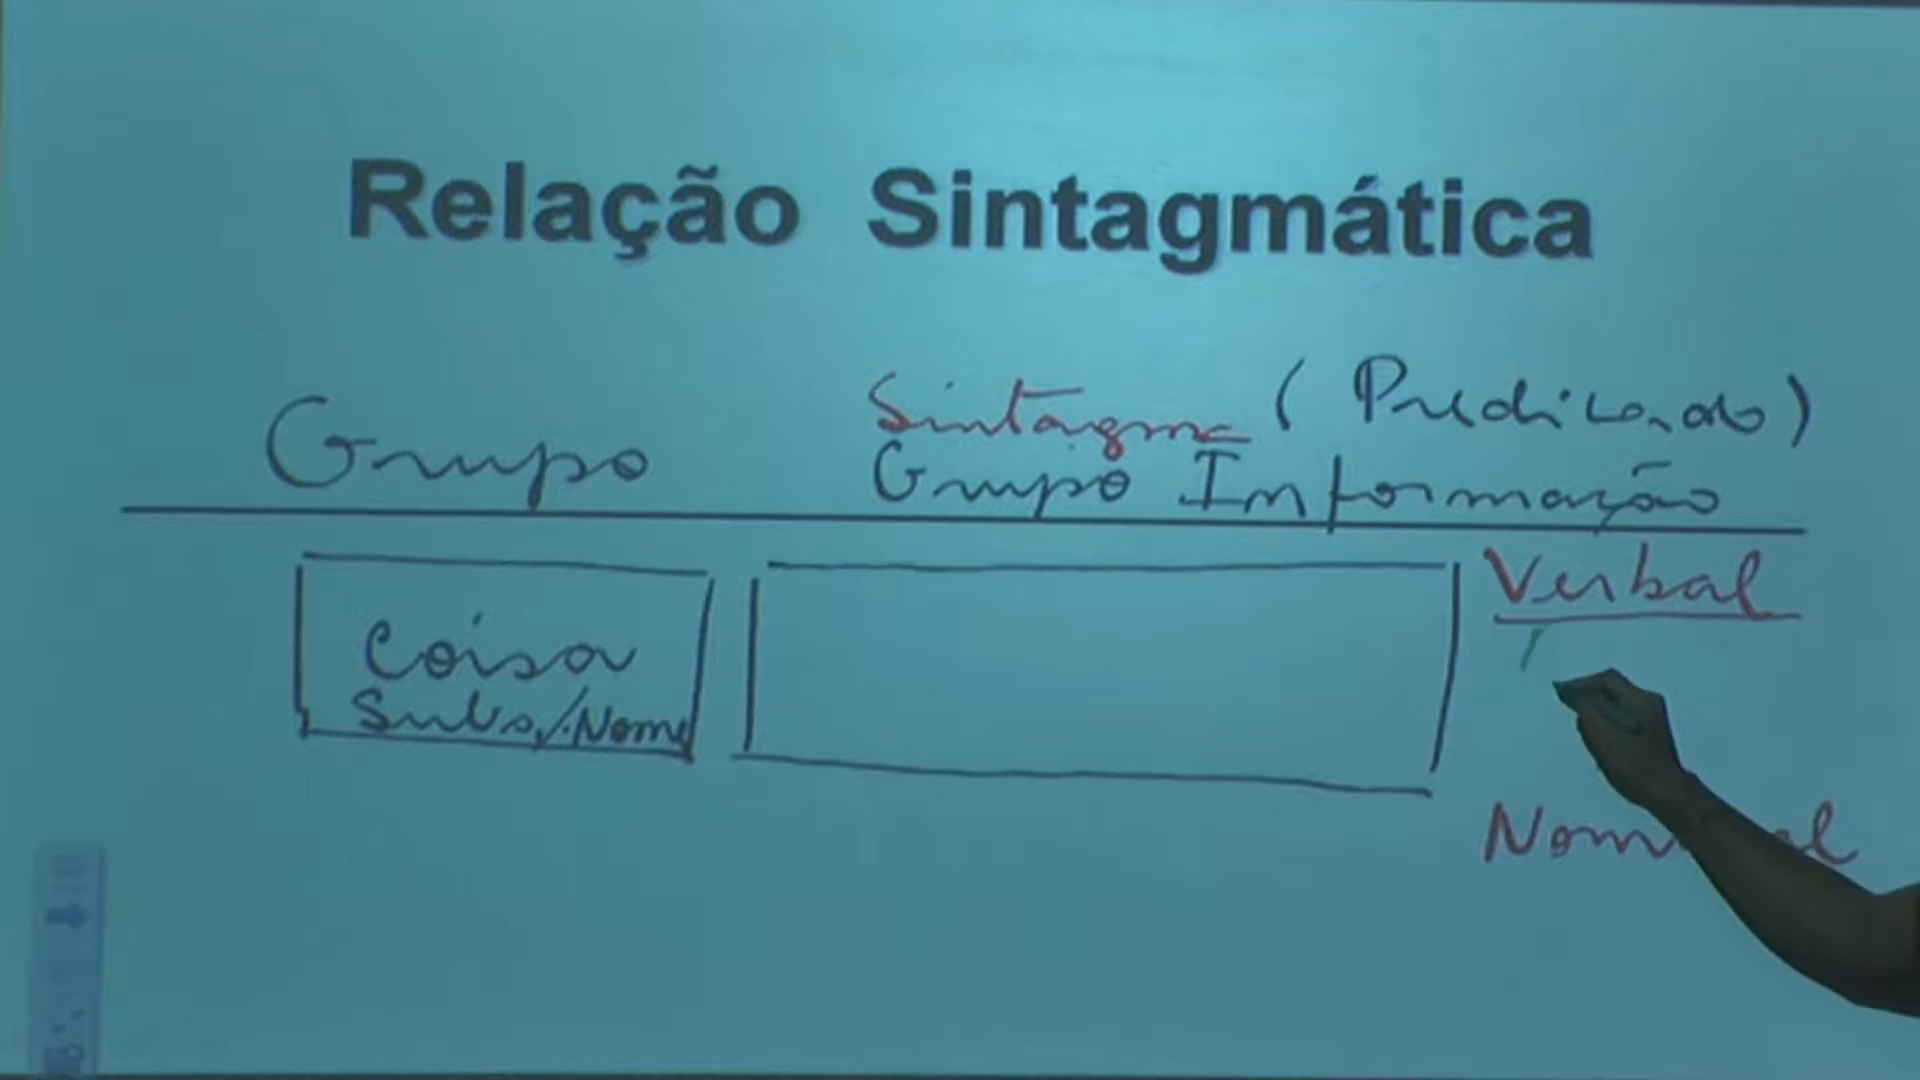 Relação Sintagmática
Sintagma (Predicado)
Grupo Grupo Informação
Verbal
Coisa
Subs/.Nome